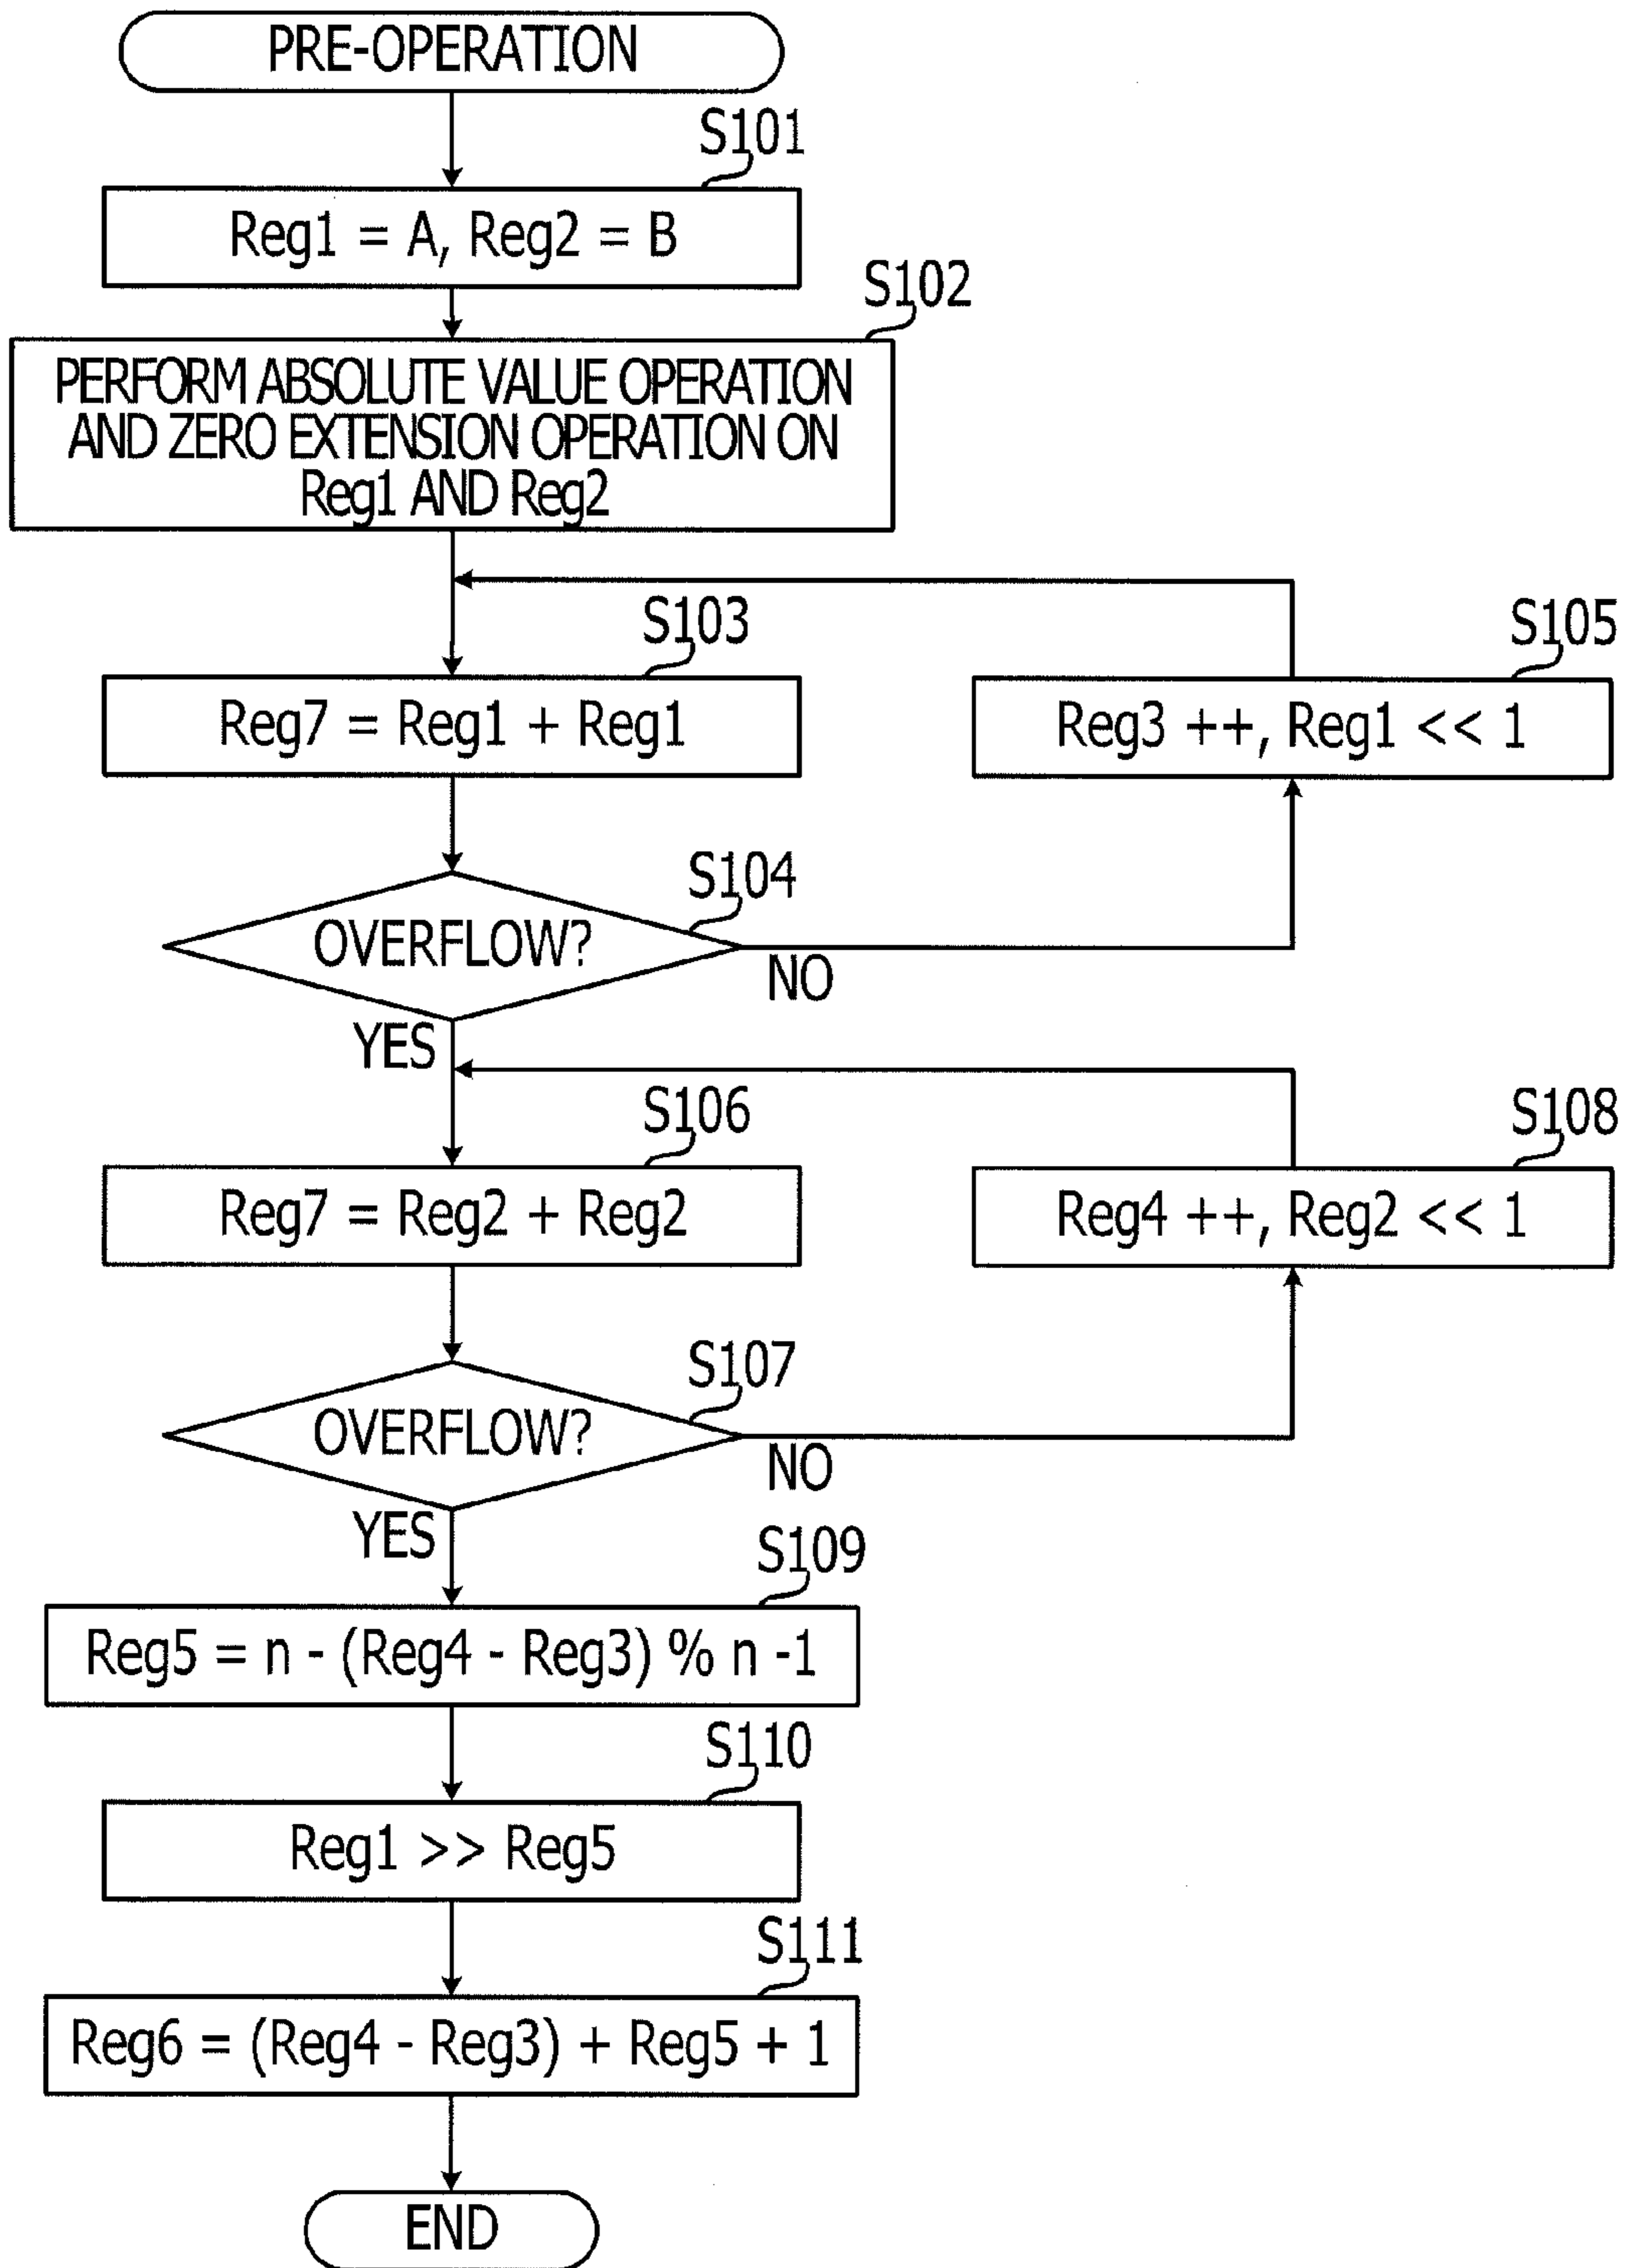 PRE-OPERATION
S101
Reg1 = A, Reg2 = B
S102
PERFORM ABSOLUTE VALUE OPERATION
AND ZERO EXTENSION OPERATION ON
Reg1 AND Reg2
S103
Reg7 = Reg1 + Reg1
S105
Reg3 ++, Reg1 << 1
S104
OVERFLOW?
NO
YES
S106
Reg7 = Reg2 + Reg2
S108
Reg4 ++, Reg2 << 1
S107
OVERFLOW?
NO
YES
S109
Reg5 = n - (Reg4 - Reg3) % n -1
S110
Reg1 >> Reg5
S111
Reg6 = (Reg4 - Reg3) + Reg5 + 1
END